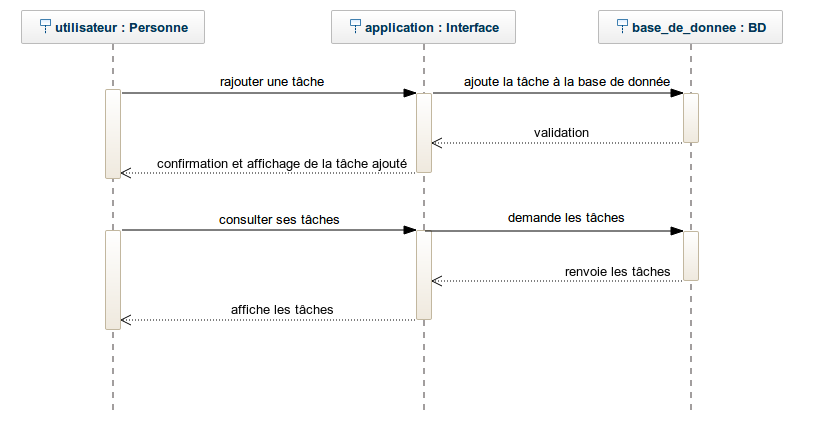 utilisateur : Personne
application : Interface
base_de_donnee : BD
rajouter une tâche
ajoute la tâche à la base de donnée
validation
confirmation et affichage de la tâche ajouté
consulter ses tâches
demande les tâches
renvoie les tâches
affiche les tâches